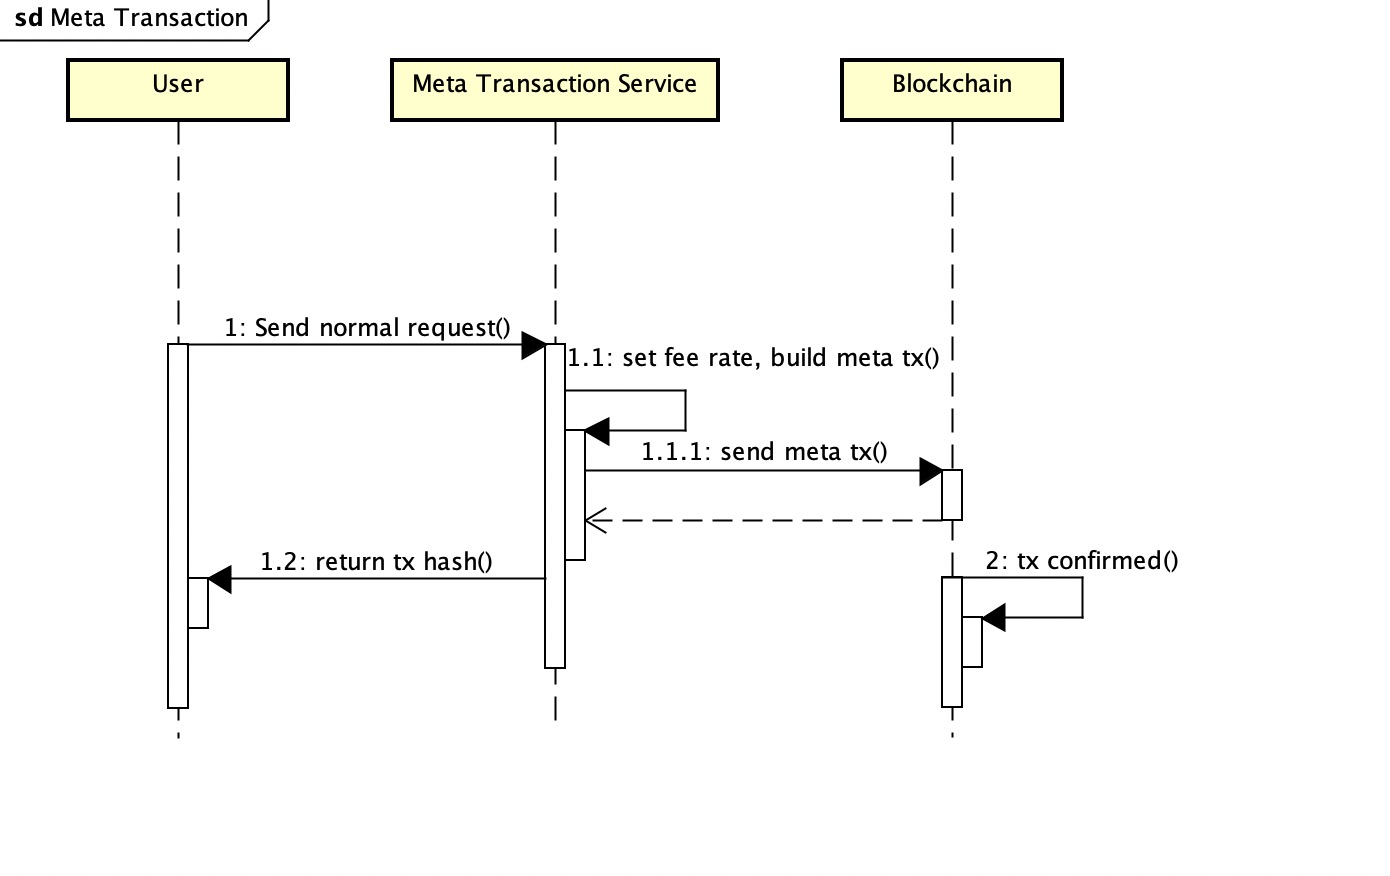 sd Meta Transaction
User
Meta Transaction Service
Blockchain
1: Send normal request()
1.1: set fee rate, build meta tx()
1.1.1: send meta tx()
1.2: return tx hash()
2: tx confirmed()